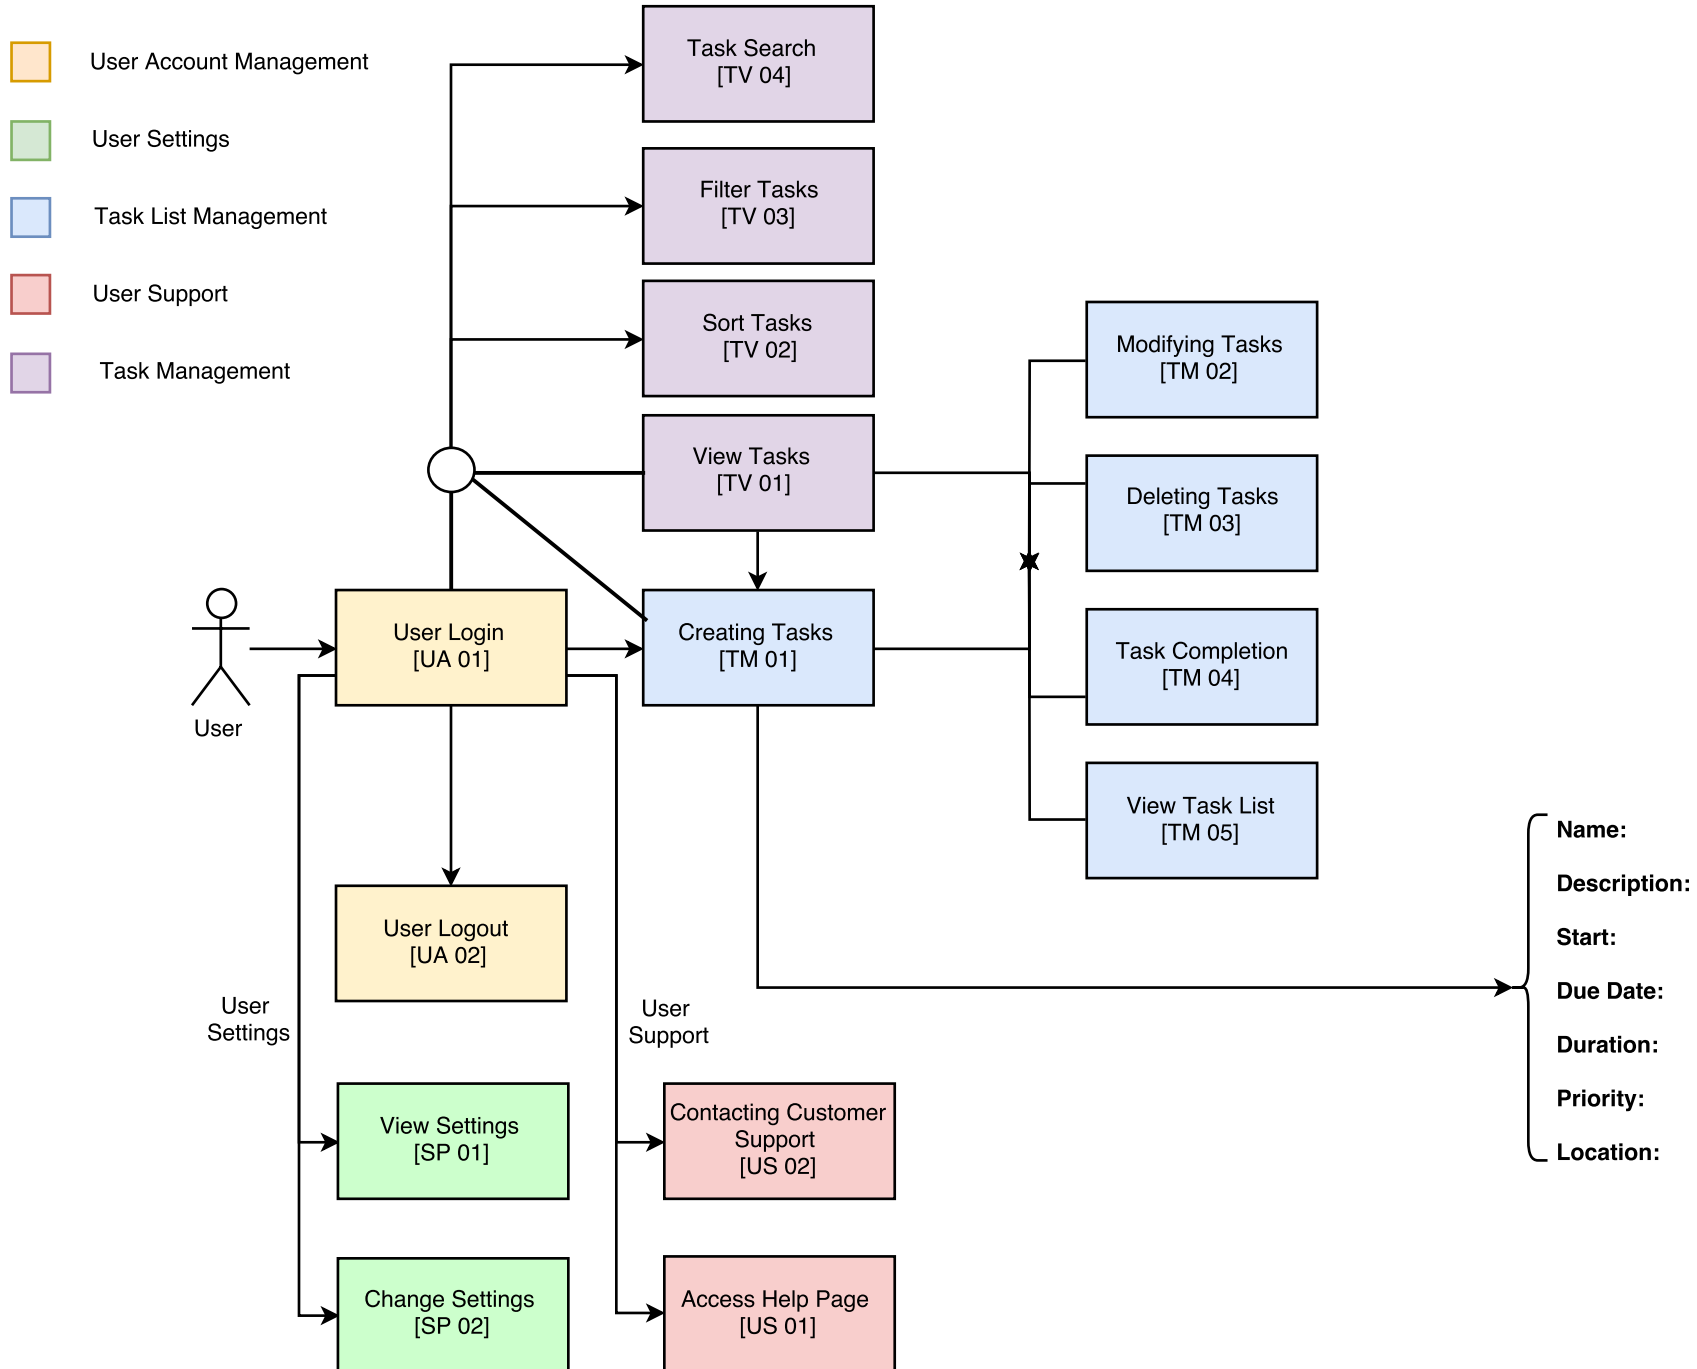 User Account Management
User Settings
Task List Management
User Support
Task Management
Task Search
[TV 04]
Filter Tasks
[TV 03]
Sort Tasks
[TV 02]
View Tasks
[TV 01]
Modifying Tasks
[TM 02]
Deleting Tasks
[TM 03]
User
User Login
[UA 01]
Creating Tasks
[TM 01]
Task Completion
[TM 04]
View Task List
[TM 05]
User Logout
[UA 02]
User
Settings
User
Support
View Settings
[SP 01]
Contacting Customer
Support
[US 02]
Change Settings
[SP 02]
Access Help Page
[US 01]
Name:
Description:
Start:
Due Date:
Duration:
Priority:
Location: